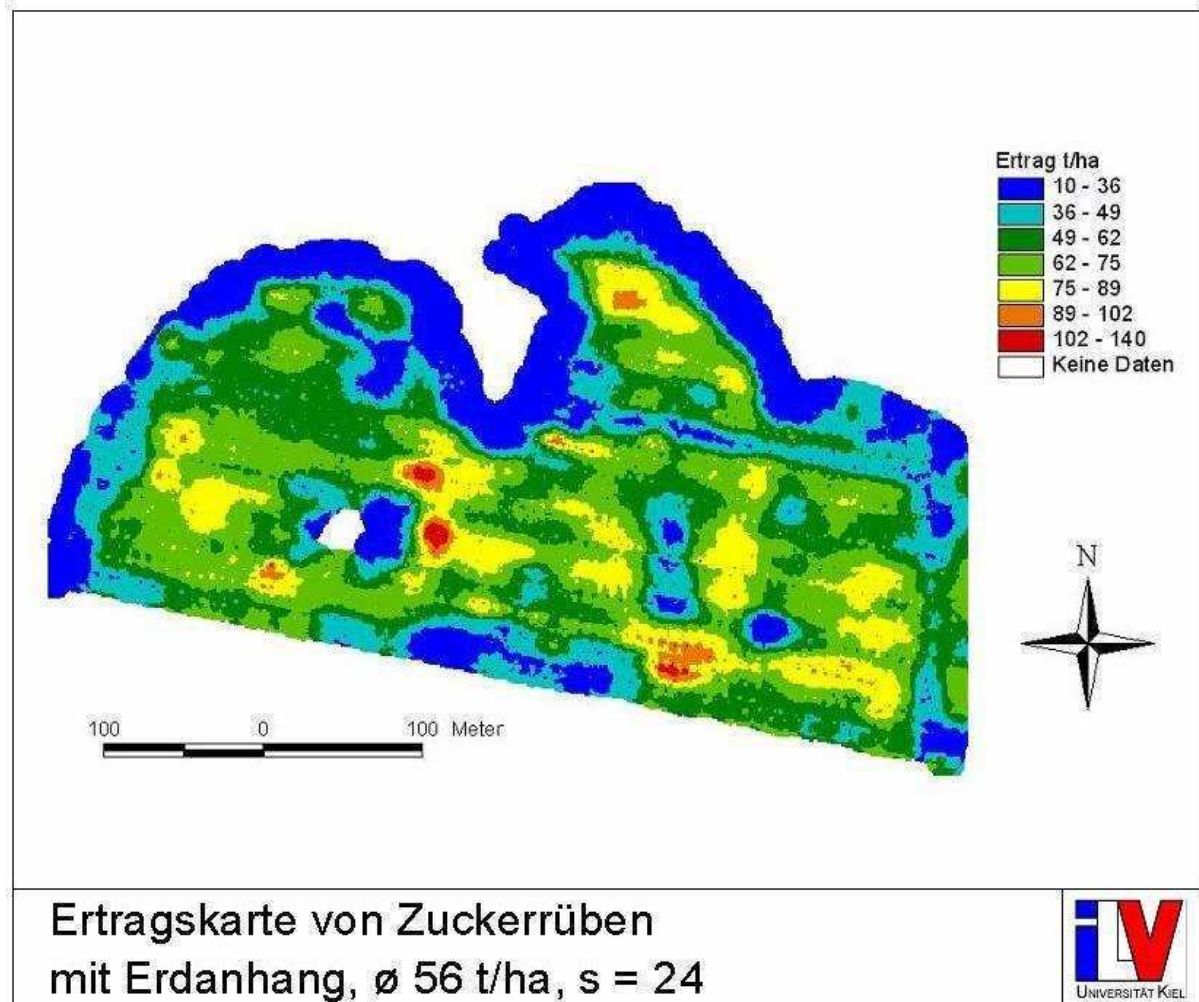 Ertrag t/ha
10 - 36
36 - 49
49 - 62
62 - 75
75 - 89
89 - 102
102 - 140
Keine Daten
N
100 0 100 Meter
Ertragskarte von Zuckerrüben
mit Erdanhang, ø 56 t/ha, s = 24
iLV
UNIVERSITÄT KIEL